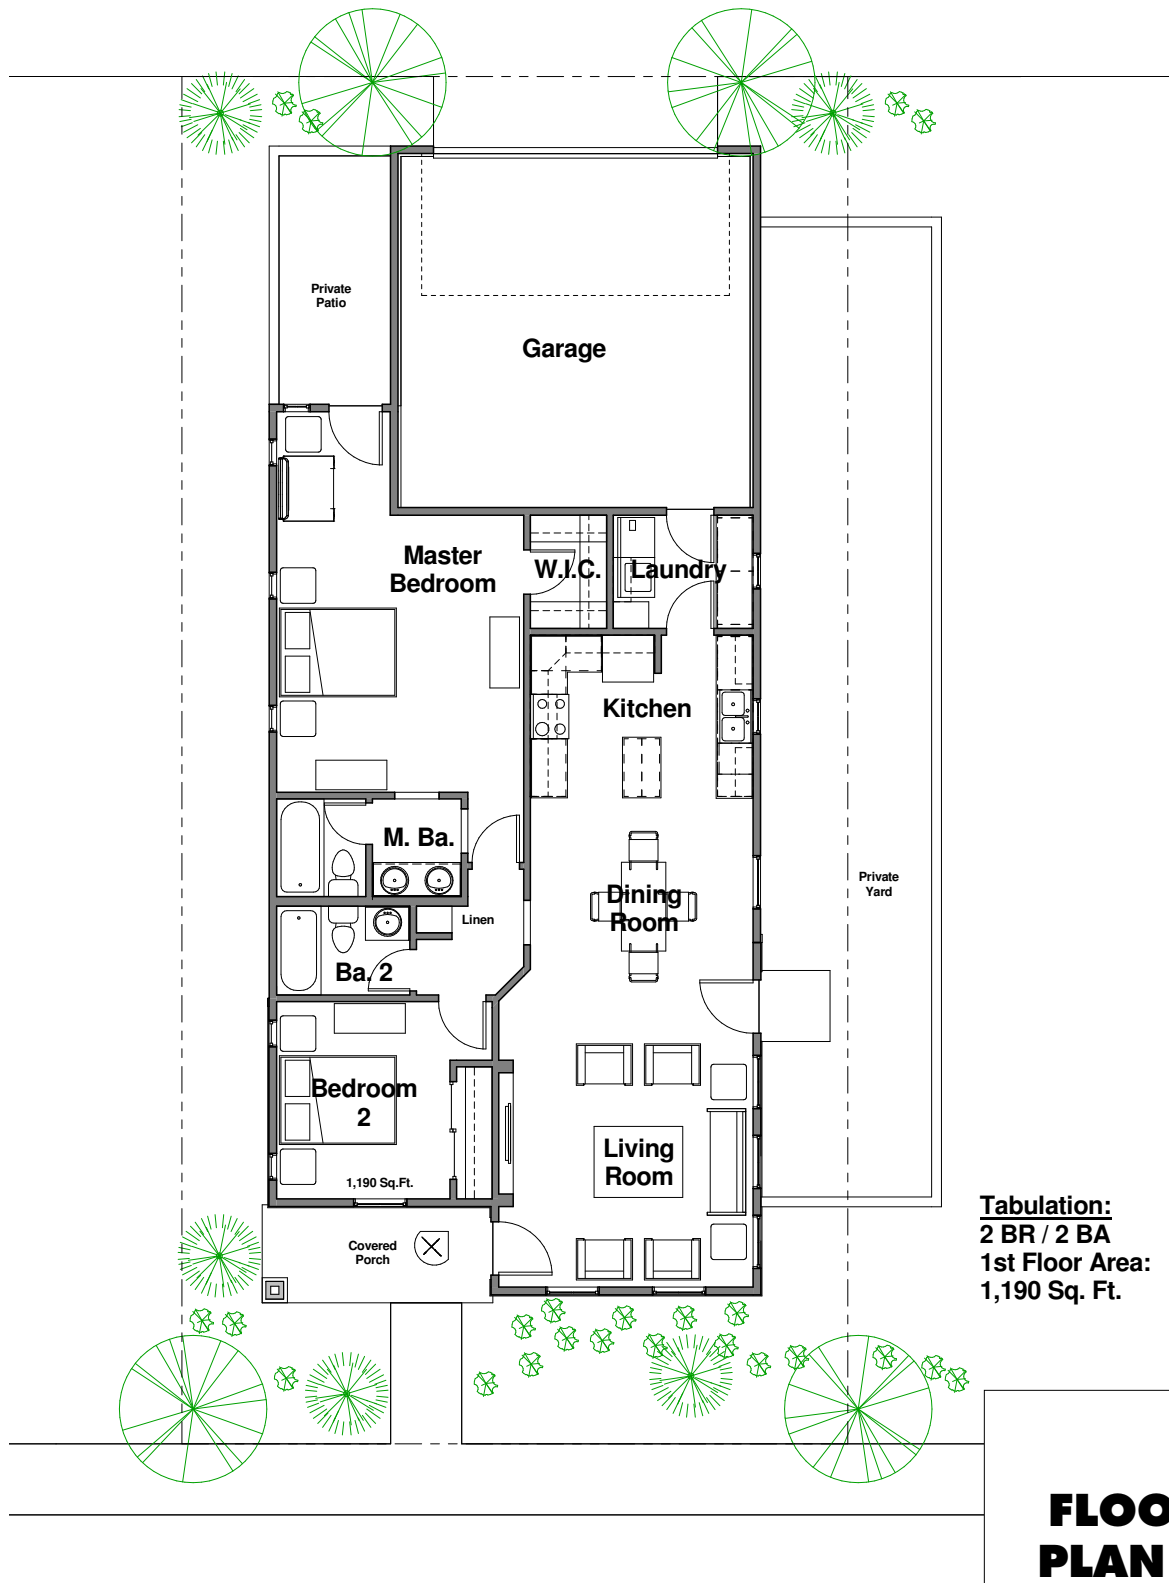 Private
Patio
Garage
Master
Bedroom
W.I.C.
Laundry
Kitchen
M. Ba.
Dining
Room
Private
Yard
Linen
Ba. 2
Bedroom
2
1,190 Sq.Ft.
Living
Room
Covered
Porch
Tabulation:
2 BR / 2 BA
1st Floor Area:
1,190 Sq. Ft.
FLOO
PLAN